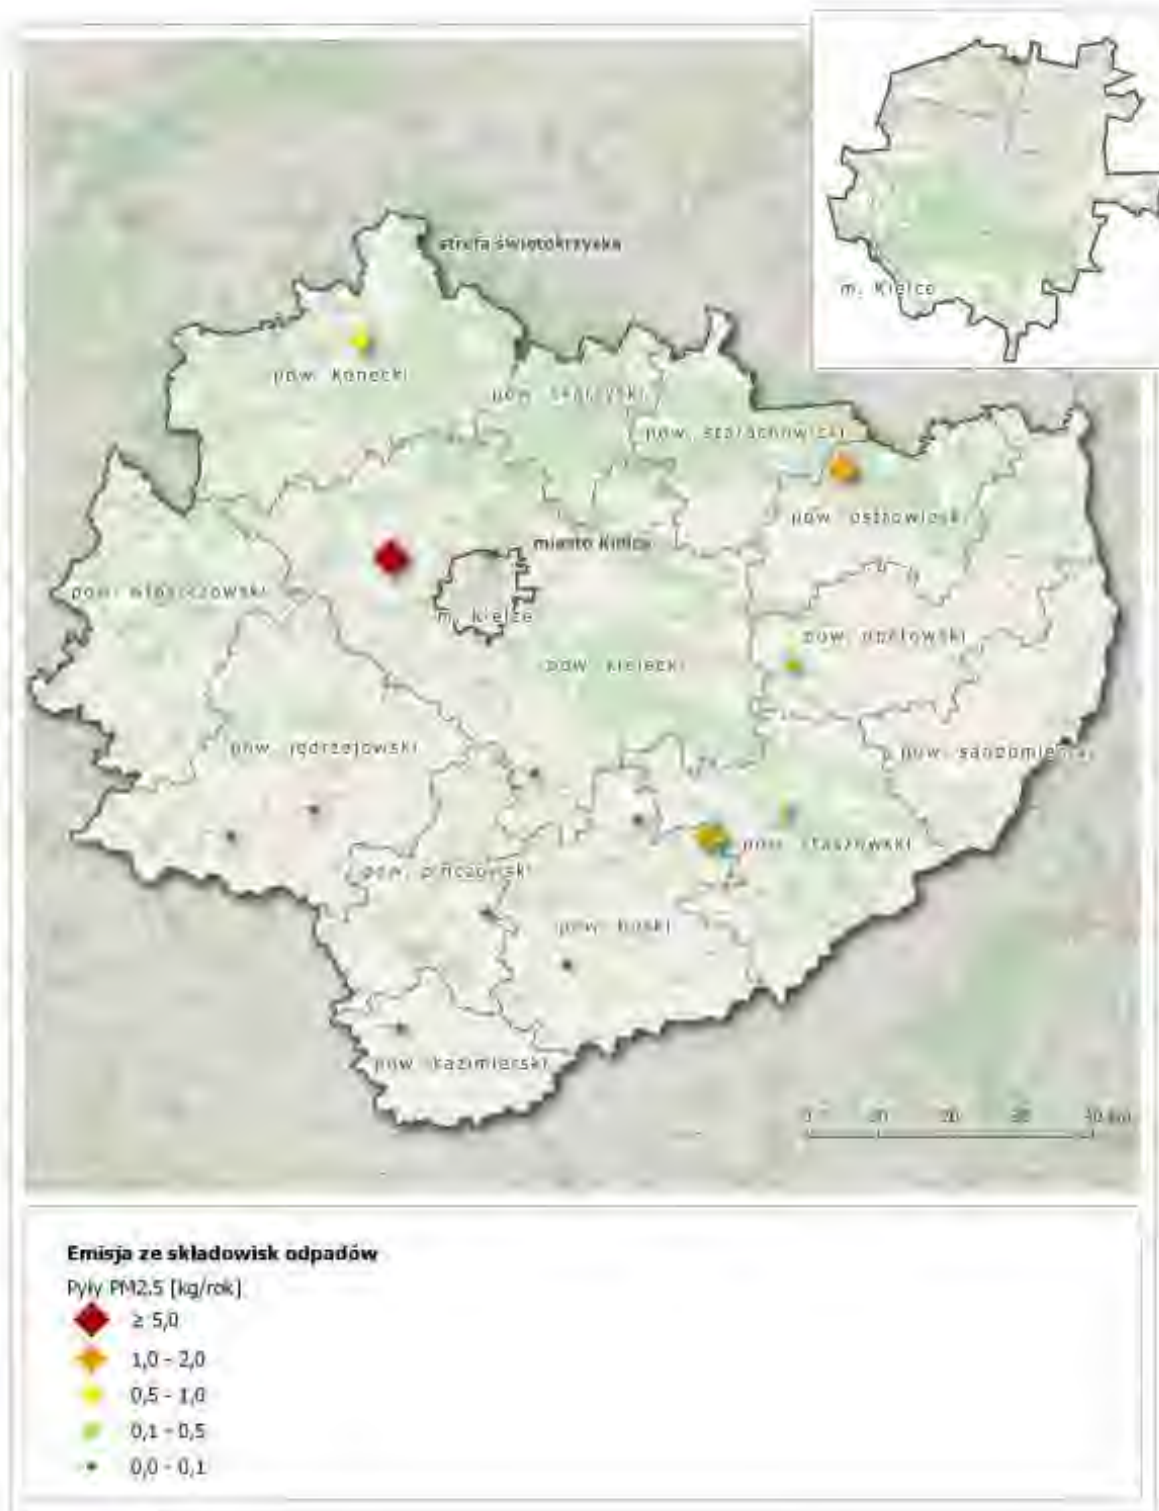 strefa świętokrzyska
m. Kielce
pow. konecki
pow. skarżyski
pow. starachowicki
pow. ostrowiecki
miasto Kielce
pow. włoszczowski
m. Kielce
pow. opatowski
pow. kielecki
pow. jędrzejowski
pow. sandomierski
pow. staszowski
pow. pińczowski
pow. buski
pow. kazimierski
Emisja ze składowisk odpadów
Pyły PM2.5 [kg/rok]
≥ 5,0
1,0 - 2,0
0,5 - 1,0
0,1 - 0,5
0,0 - 0,1